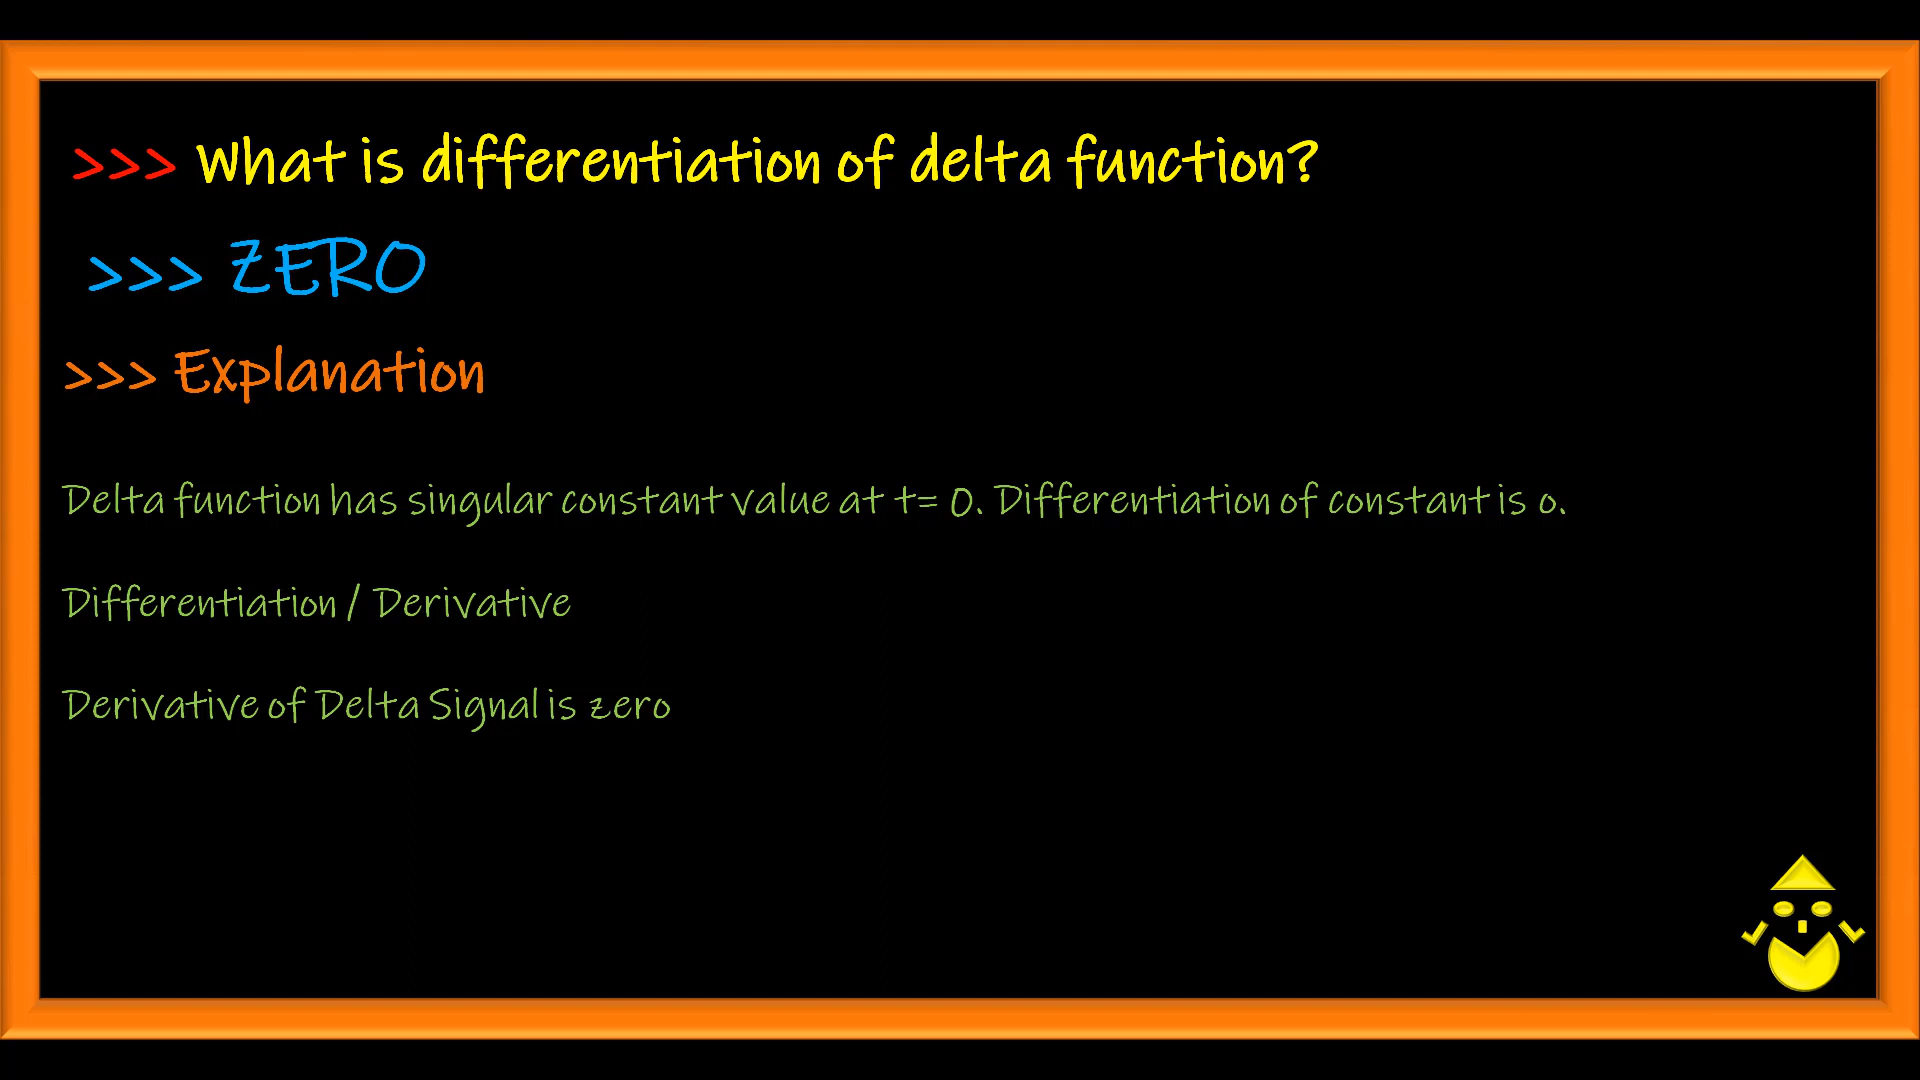 >>> What is differentiation of delta function?
>>> ZERO
>>> Explanation
Delta function has singular constant value at t= 0. Differentiation of constant is 0.
Differentiation / Derivative
Derivative of Delta Signal is zero